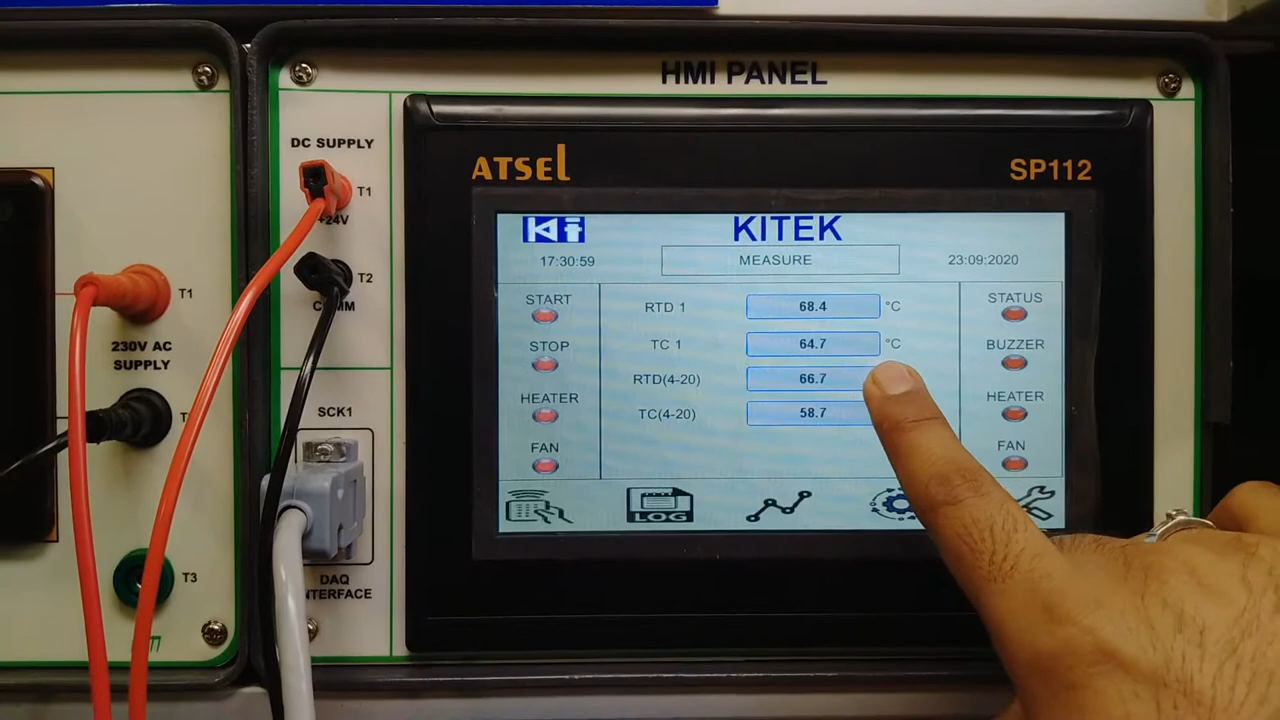 HMI PANEL
ATSEL
SP112
DC SUPPLY
T1
+24V
T2
T1
230V AC
SUPPLY
SCK1
DAQ
INTERFACE
T3
KITEK
17:30:59
MEASURE
23:09:2020
START
STOP
HEATER
FAN
RTD 1
68.4
°C
TC 1
64.7
°C
RTD(4-20)
66.7
TC(4-20)
58.7
STATUS
BUZZER
HEATER
FAN
LOG